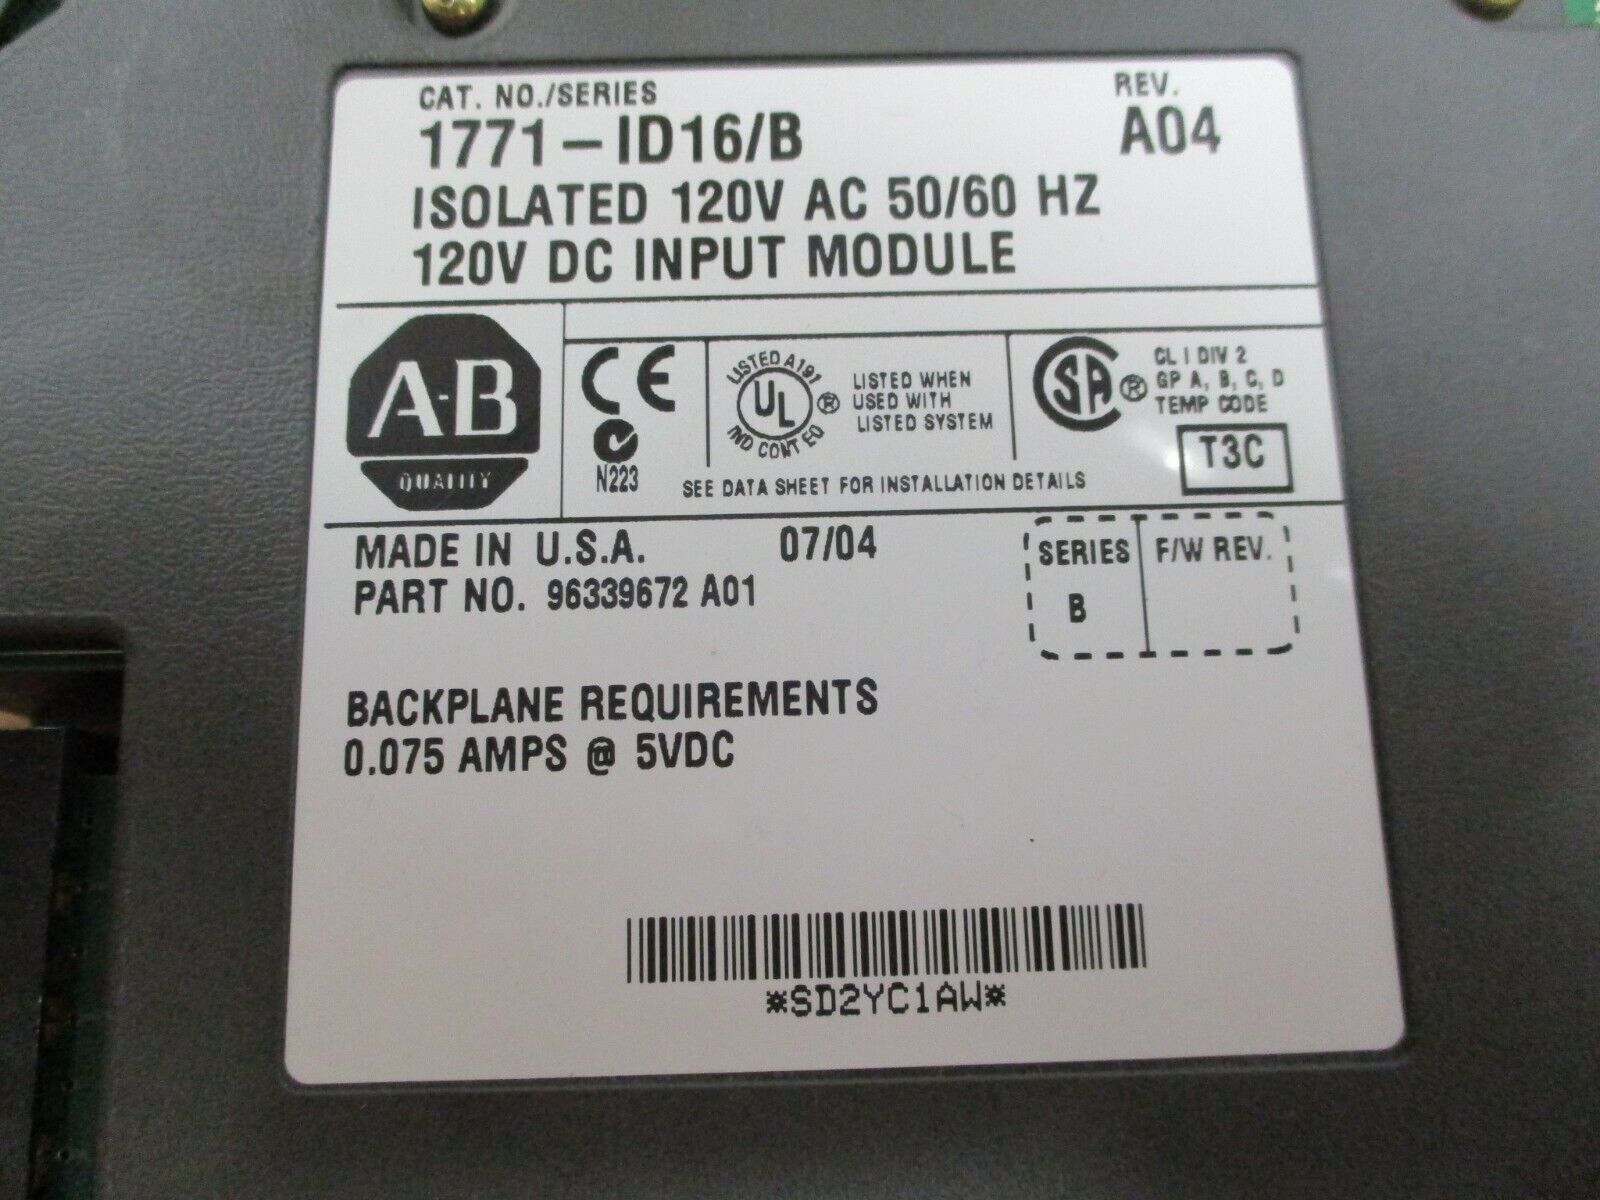 CAT. NO./SERIES
REV.
1771-ID16/B
A04
ISOLATED 120V AC 50/60 HZ
120V DC INPUT MODULE
A-B
QUALITY
CE
N223
LISTED A191
UL
IND CONT EQ
®
LISTED WHEN
USED WITH
LISTED SYSTEM
SA
®
CL I DIV 2
GP A, B, C, D
TEMP CODE
T3C
SEE DATA SHEET FOR INSTALLATION DETAILS
MADE IN U.S.A.
07/04
PART NO. 96339672 A01
SERIES
F/W REV.
B
BACKPLANE REQUIREMENTS
0.075 AMPS @ 5VDC
*SD2YC1AW*